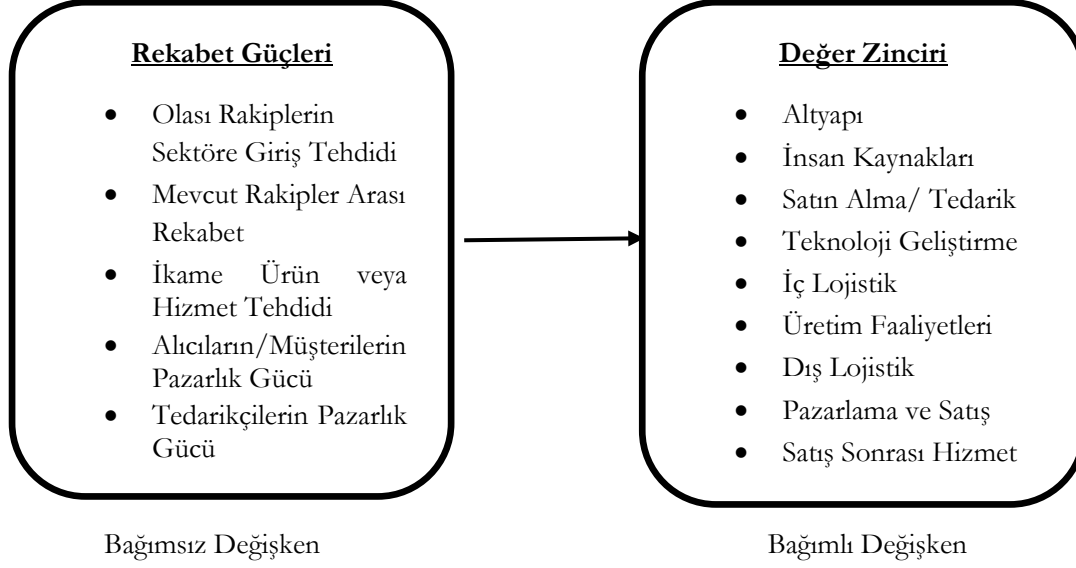 Rekabet Güçleri
• Olası Rakiplerin
Sektöre Giriş Tehdidi
• Mevcut Rakipler Arası
Rekabet
• İkame Ürün veya
Hizmet Tehdidi
• Alıcıların/Müşterilerin
Pazarlık Gücü
• Tedarikçilerin Pazarlık
Gücü
Değer Zinciri
• Altyapı
• İnsan Kaynakları
• Satın Alma/ Tedarik
• Teknoloji Geliştirme
• İç Lojistik
• Üretim Faaliyetleri
• Dış Lojistik
• Pazarlama ve Satış
• Satış Sonrası Hizmet
Bağımsız Değişken
Bağımlı Değişken